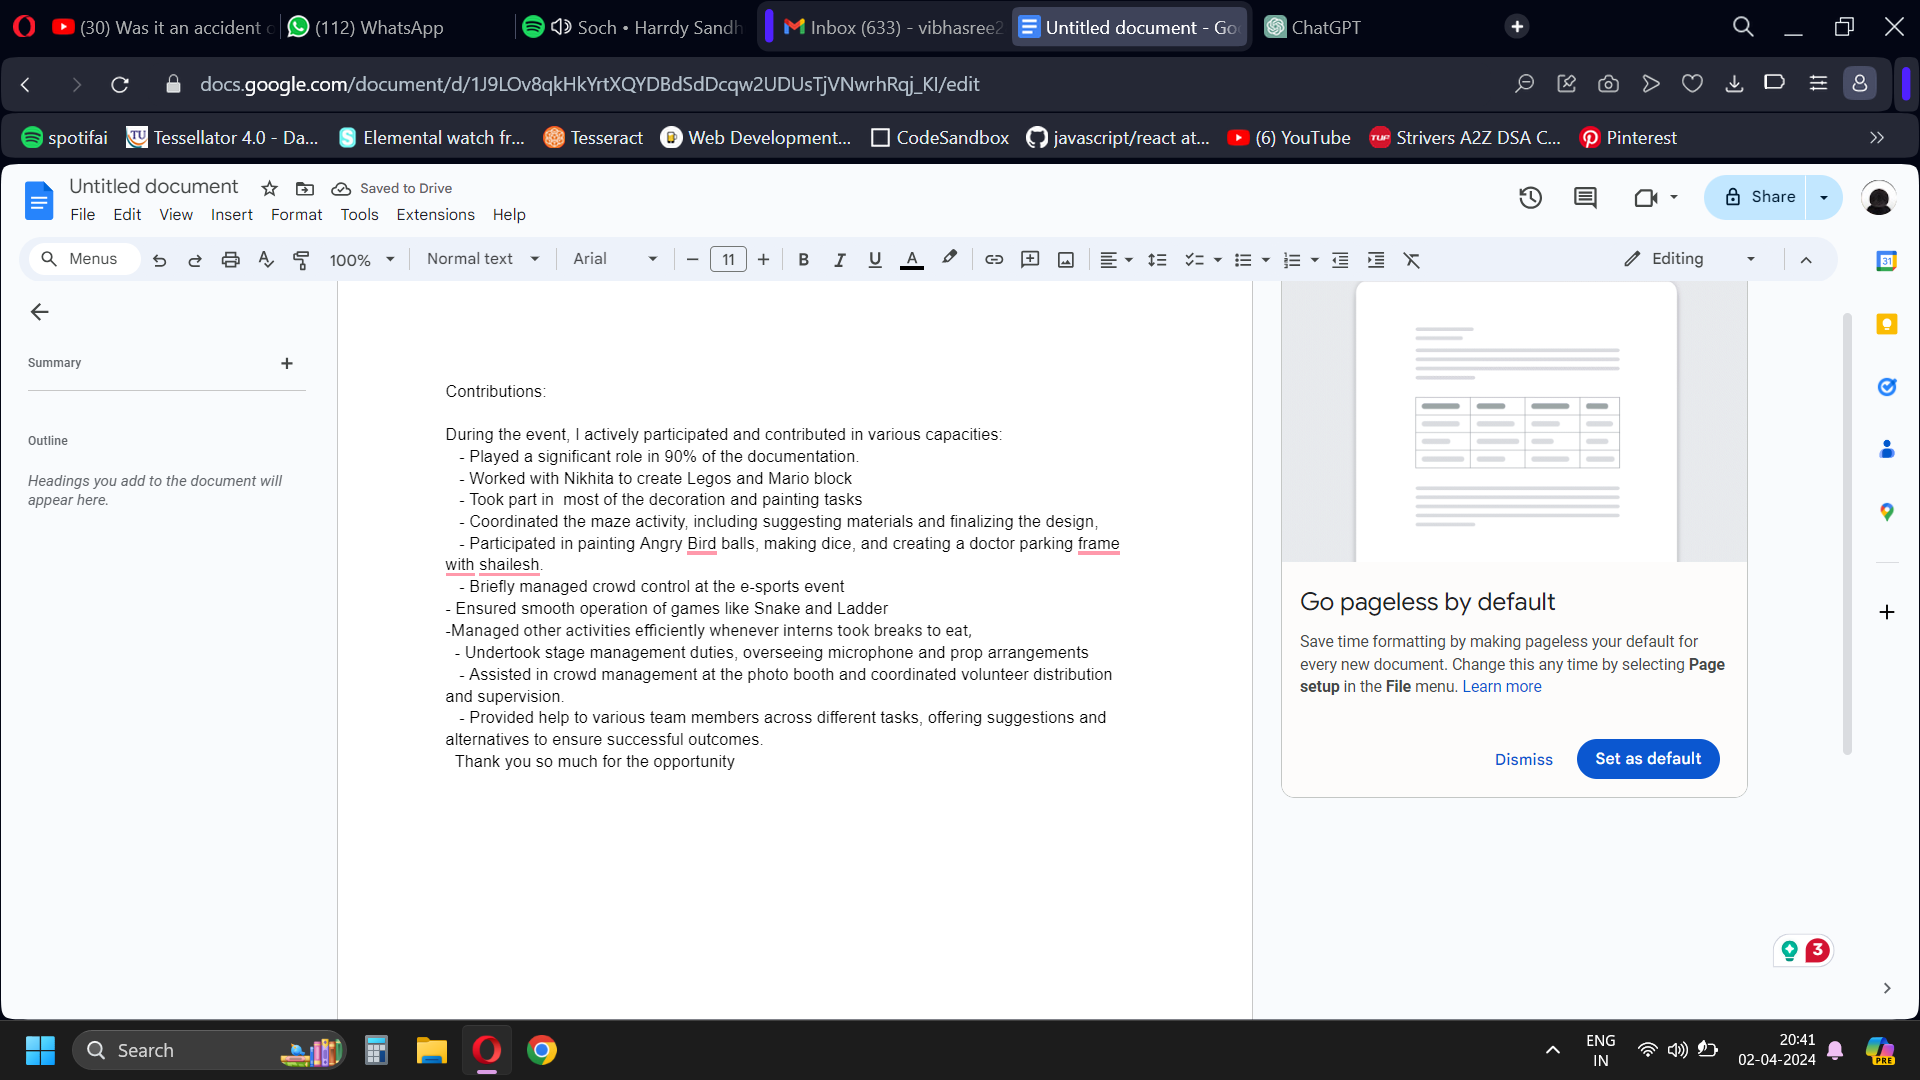 (30) Was it an accident o
(112) WhatsApp
Soch • Harrdy Sandh
Inbox (633) - vibhasree2
Untitled document - Goo
ChatGPT
docs.google.com/document/d/1J9LOv8qkHkYrtXQYDBdSdDcqw2UDUsTjVNwrhRqj_KI/edit
spotifai
TU
Tessellator 4.0 - Da...
Elemental watch fr...
Tesseract
Web Development...
CodeSandbox
javascript/react at...
(6) YouTube
TUF
Strivers A2Z DSA C...
Pinterest
Untitled document
Saved to Drive
File Edit View Insert Format Tools Extensions Help
Share
Menus
100%
Normal text
Arial
11
Editing
31
Summary
Outline
Headings you add to the document will
appear here.
Contributions:
During the event, I actively participated and contributed in various capacities:
- Played a significant role in 90% of the documentation.
- Worked with Nikhita to create Legos and Mario block
- Took part in  most of the decoration and painting tasks
- Coordinated the maze activity, including suggesting materials and finalizing the design,
- Participated in painting Angry Bird balls, making dice, and creating a doctor parking frame
with shailesh.
- Briefly managed crowd control at the e-sports event
- Ensured smooth operation of games like Snake and Ladder
-Managed other activities efficiently whenever interns took breaks to eat,
- Undertook stage management duties, overseeing microphone and prop arrangements
- Assisted in crowd management at the photo booth and coordinated volunteer distribution
and supervision.
- Provided help to various team members across different tasks, offering suggestions and
alternatives to ensure successful outcomes.
Thank you so much for the opportunity
Go pageless by default
Save time formatting by making pageless your default for
every new document. Change this any time by selecting Page
setup in the File menu. Learn more
Dismiss
Set as default
3
Search
ENG
IN
20:41
02-04-2024
PRE